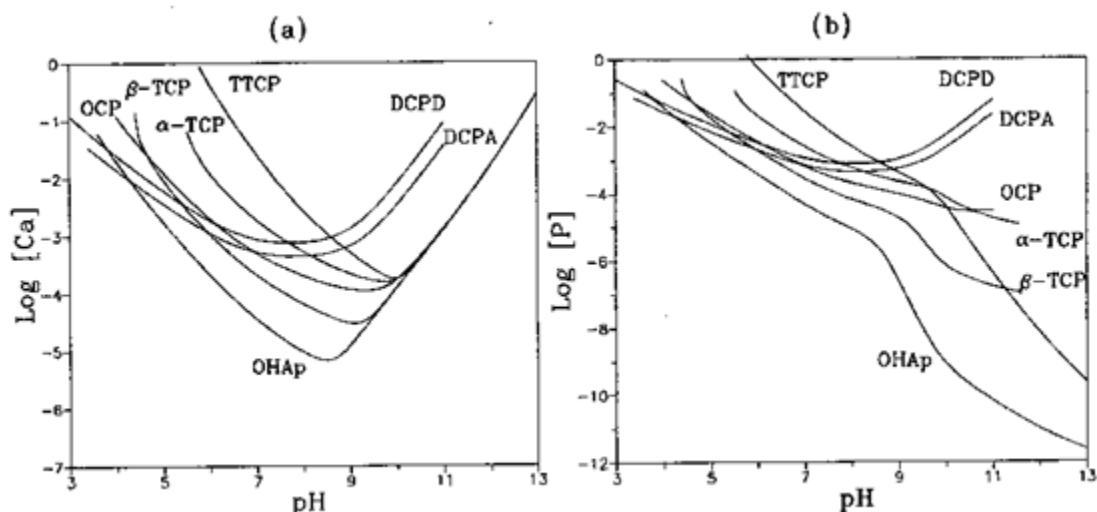 (a)
0
-1
-2
-3
-4
-5
-6
-7
Log [Ca]
3
5
7
9
11
13
pH
OCP
β-TCP
α-TCP
TTCP
DCPD
DCPA
OHAp
(b)
0
-2
-4
-6
-8
-10
-12
Log [P]
3
5
7
9
11
13
pH
TTCP
DCPD
DCPA
OCP
α-TCP
β-TCP
OHAp